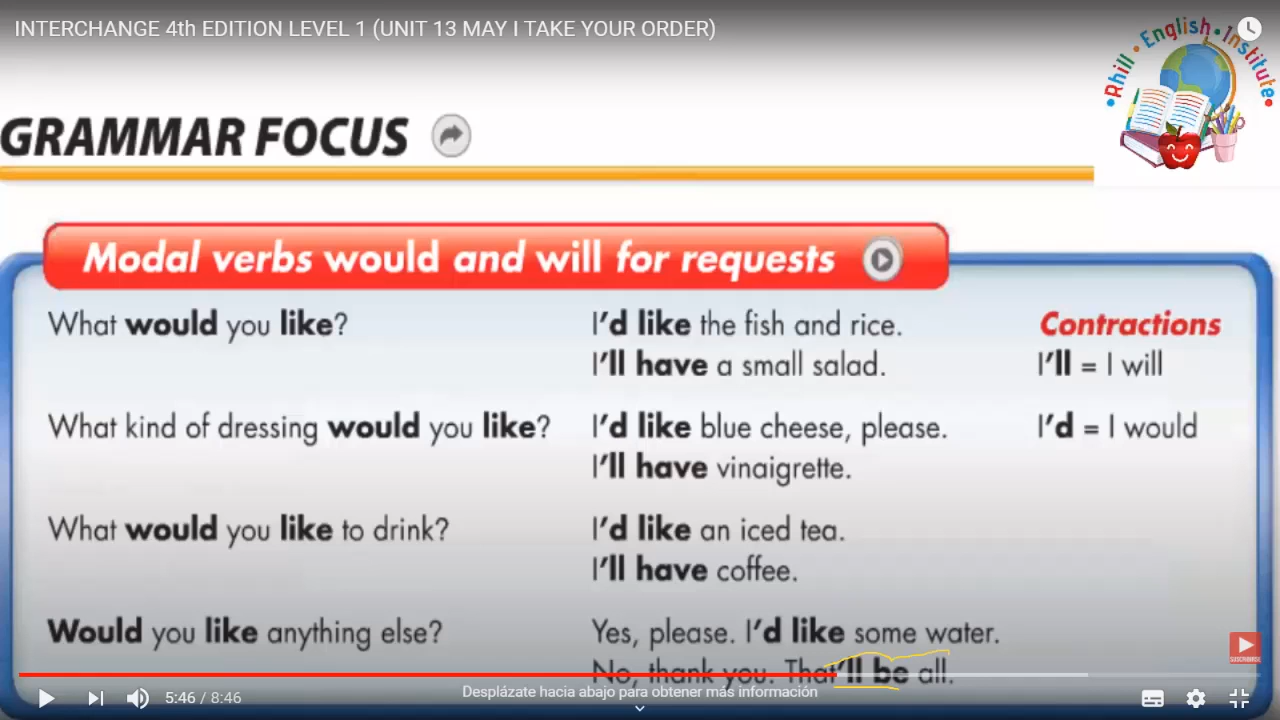 INTERCHANGE 4th EDITION LEVEL 1 (UNIT 13 MAY I TAKE YOUR ORDER)
•Rhill•English•Institute•
GRAMMAR FOCUS
Modal verbs would and will for requests
What would you like?
I'd like the fish and rice.
Contractions
I'll have a small salad.
I'll = I will
What kind of dressing would you like?
I'd like blue cheese, please.
I'd = I would
I'll have vinaigrette.
What would you like to drink?
I'd like an iced tea.
I'll have coffee.
Would you like anything else?
Yes, please. I'd like some water.
No, thank you. That'll be all.
SUSCRIBIRSE
5:46 / 8:46
Desplázate hacia abajo para obtener más información